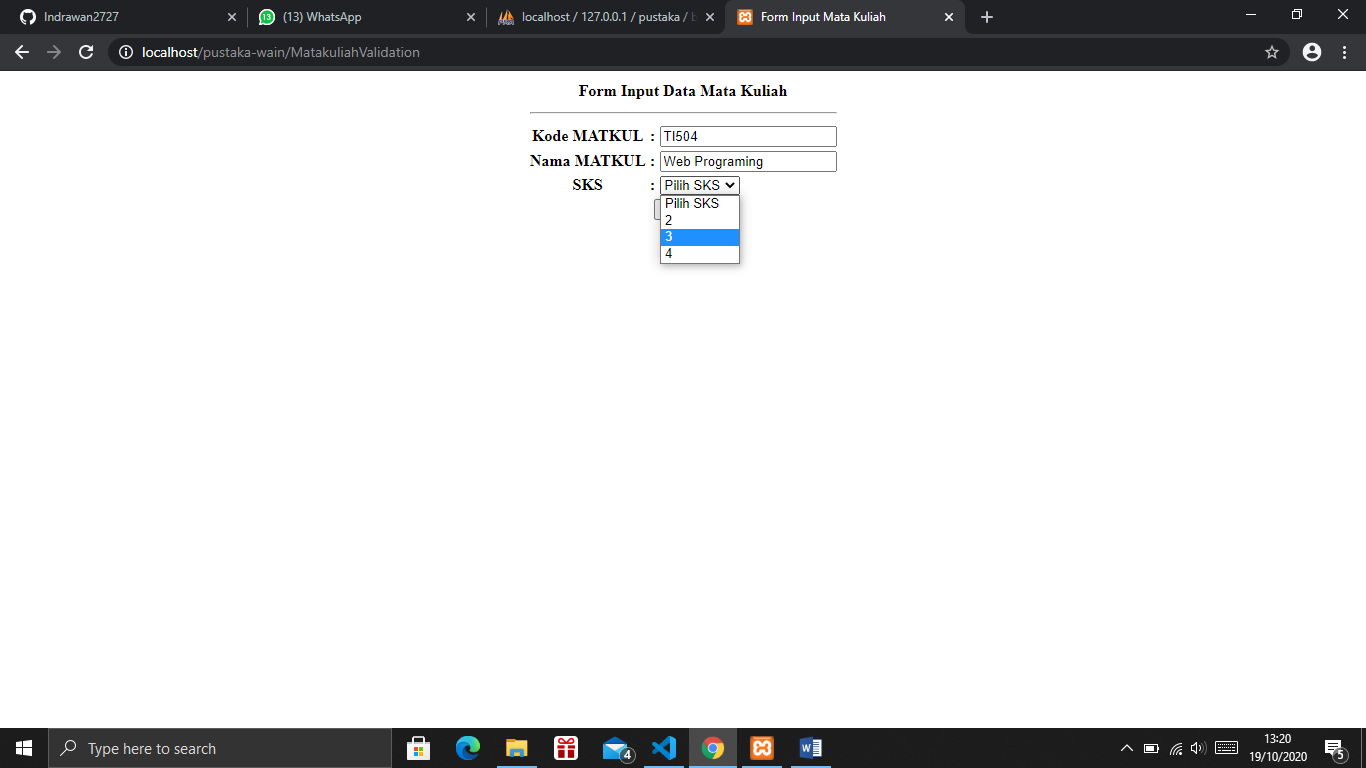 Indrawan2727
(13) WhatsApp
localhost / 127.0.0.1 / pustaka / b
Form Input Mata Kuliah
localhost/pustaka-wain/MatakuliahValidation
Form Input Data Mata Kuliah
Kode MATKUL : TI504
Nama MATKUL : Web Programing
SKS : Pilih SKS
Pilih SKS
2
3
4
Type here to search
4
13:20
19/10/2020
5